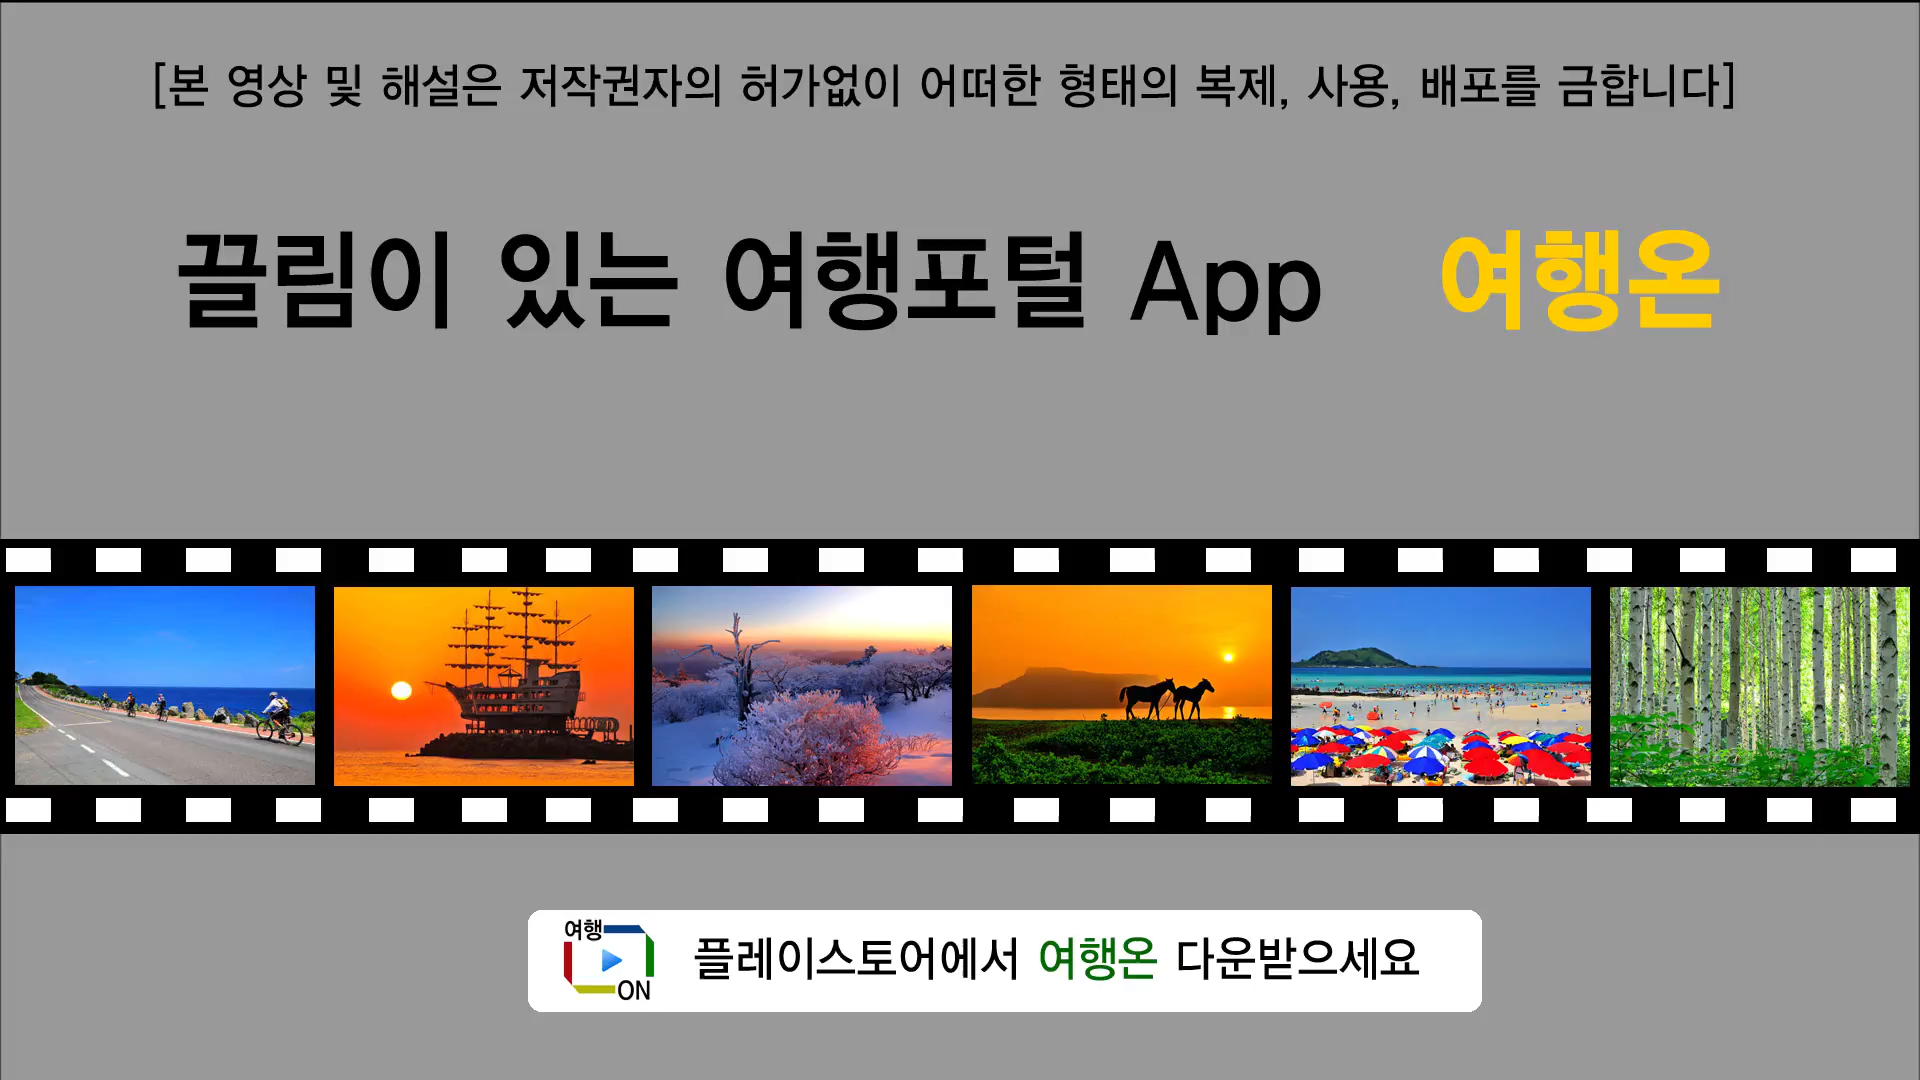 [본 영상 및 해설은 저작권자의 허가없이 어떠한 형태의 복제, 사용, 배포를 금합니다]
끌림이 있는 여행포털 App 여행온
여행
ON
플레이스토어에서 여행온 다운받으세요